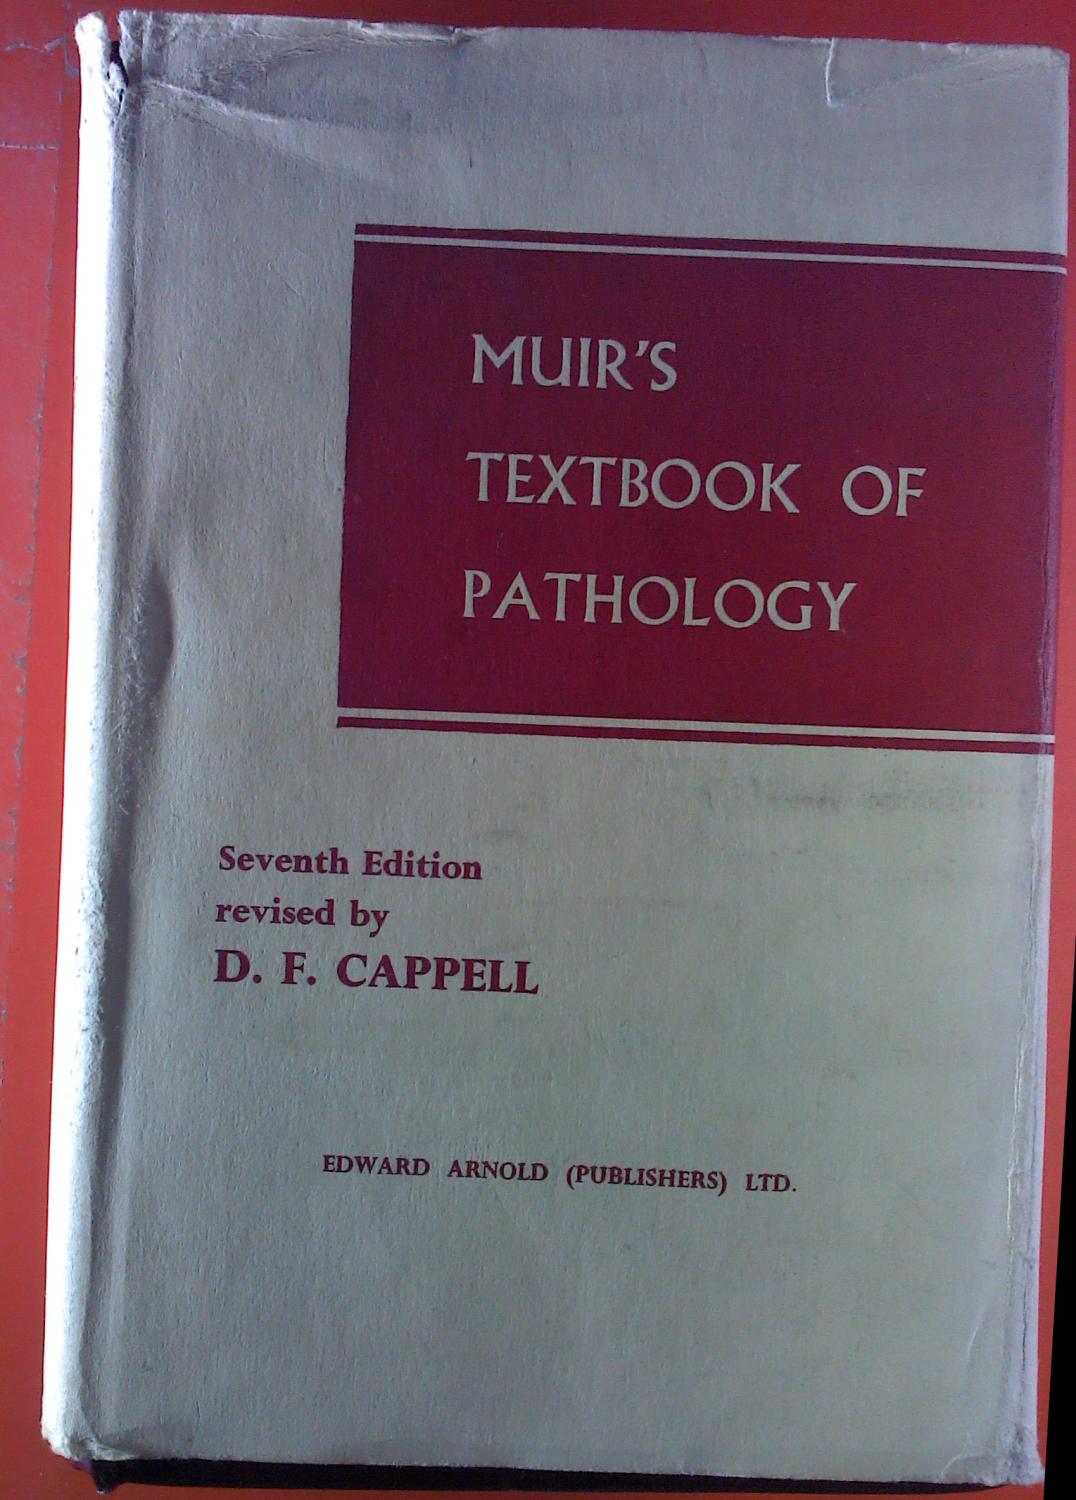 MUIR'S
TEXTBOOK OF
PATHOLOGY
Seventh Edition
revised by
D. F. CAPPELL
EDWARD ARNOLD (PUBLISHERS) LTD.